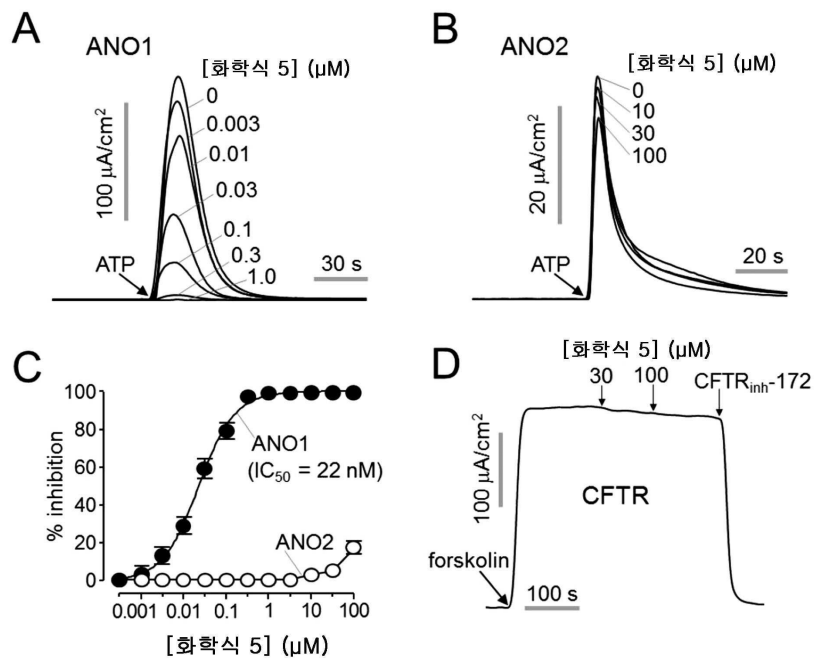 A
ANO1
[화학식 5] (μM)
0
0.003
0.01
0.03
0.1
0.3
1.0
100 μA/cm²
ATP
30 s
B
ANO2
[화학식 5] (μM)
0
10
30
100
20 μA/cm²
ATP
20 s
C
% inhibition
100
80
60
40
20
0
ANO1
(IC₅₀ = 22 nM)
ANO2
0.001
0.01
0.1
1
10
100
[화학식 5] (μM)
D
[화학식 5] (μM)
30
100
CFTRinh-172
100 μA/cm²
CFTR
forskolin
100 s